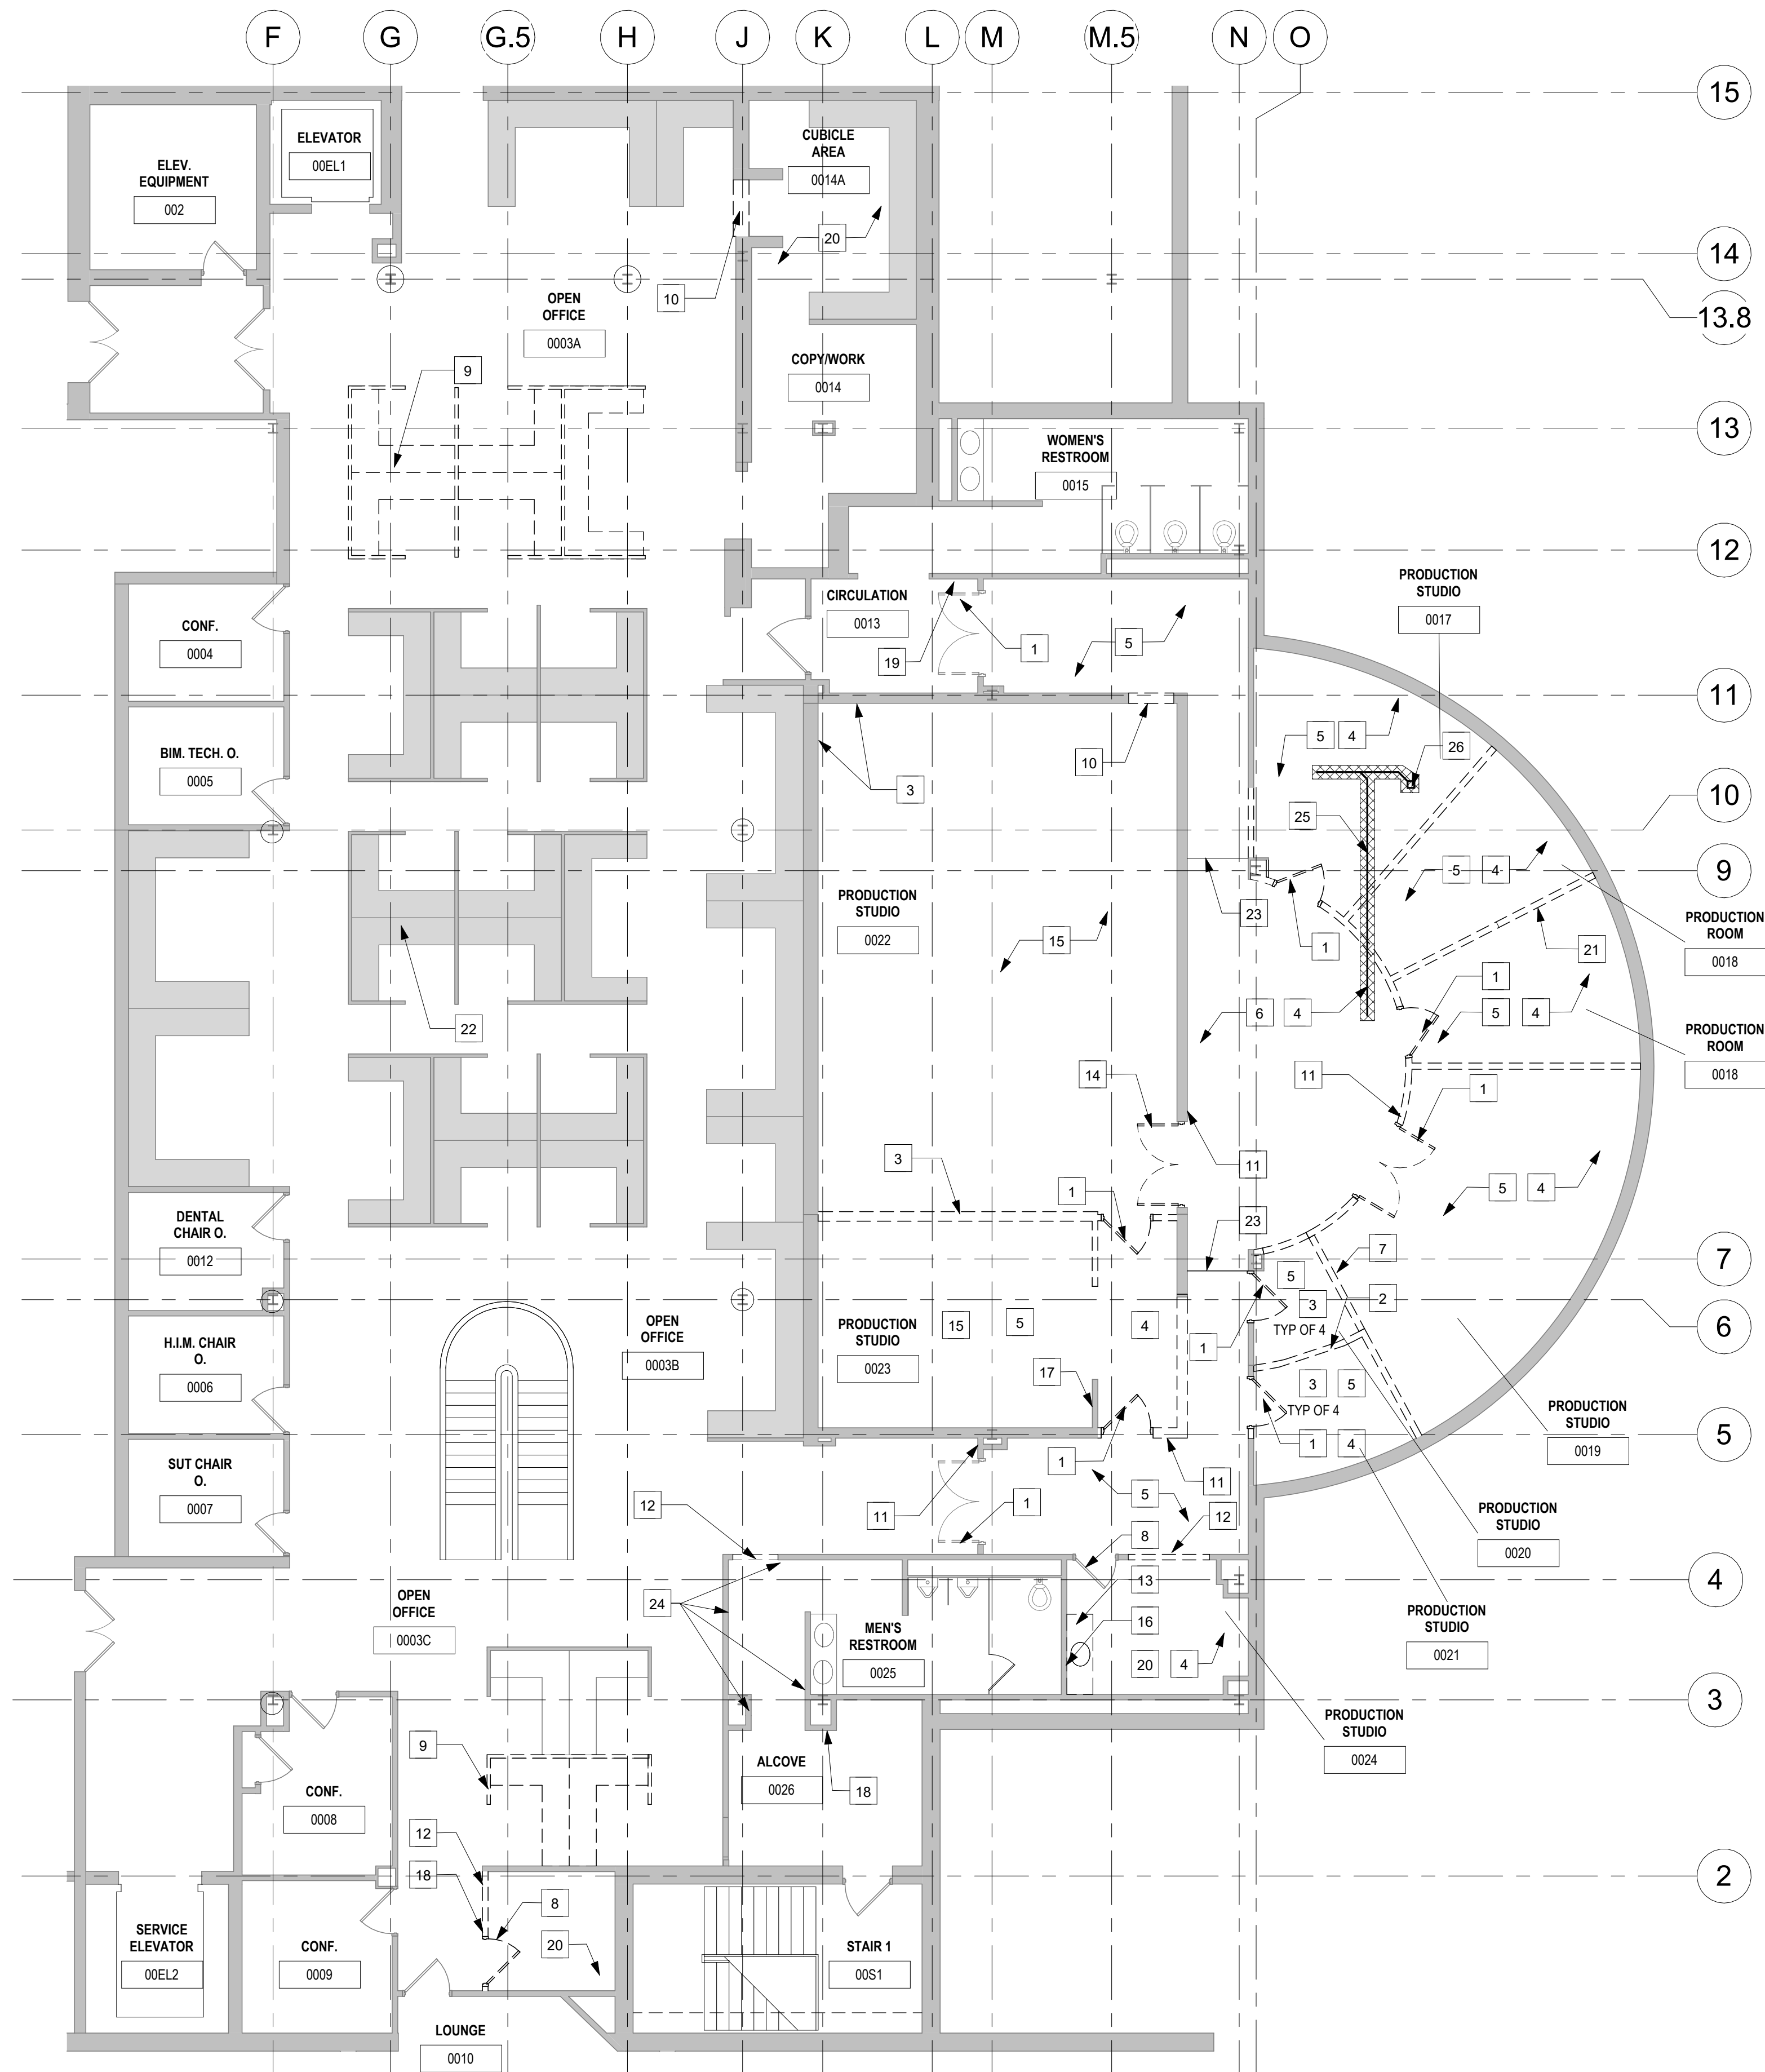 F
G
G.5
H
J
K
L
M
M.5
N
O
15
ELEVATOR
00EL1
CUBICLE
AREA
0014A
ELEV.
EQUIPMENT
002
20
14
10
OPEN
OFFICE
0003A
13.8
COPY/WORK
0014
9
13
WOMEN'S
RESTROOM
0015
12
PRODUCTION
STUDIO
0017
CONF.
0004
CIRCULATION
0013
19
1
5
11
BIM. TECH. O.
0005
10
3
5
4
26
10
25
5
4
9
PRODUCTION
STUDIO
0022
15
23
1
21
PRODUCTION
ROOM
0018
1
22
6
4
5
4
PRODUCTION
ROOM
0018
14
11
1
3
11
5
4
1
DENTAL
CHAIR O.
0012
23
7
7
5
3
2
TYP OF 4
1
6
OPEN
OFFICE
0003B
PRODUCTION
STUDIO
0023
15
5
4
H.I.M. CHAIR
O.
0006
17
3
5
TYP OF 4
1
4
PRODUCTION
STUDIO
0019
5
SUT CHAIR
O.
0007
1
11
12
11
1
5
12
8
PRODUCTION
STUDIO
0020
4
13
OPEN
OFFICE
0003C
24
MEN'S
RESTROOM
0025
16
20
4
PRODUCTION
STUDIO
0021
3
PRODUCTION
STUDIO
0024
9
ALCOVE
0026
18
CONF.
0008
12
18
2
8
20
SERVICE
ELEVATOR
00EL2
CONF.
0009
STAIR 1
00S1
LOUNGE
0010